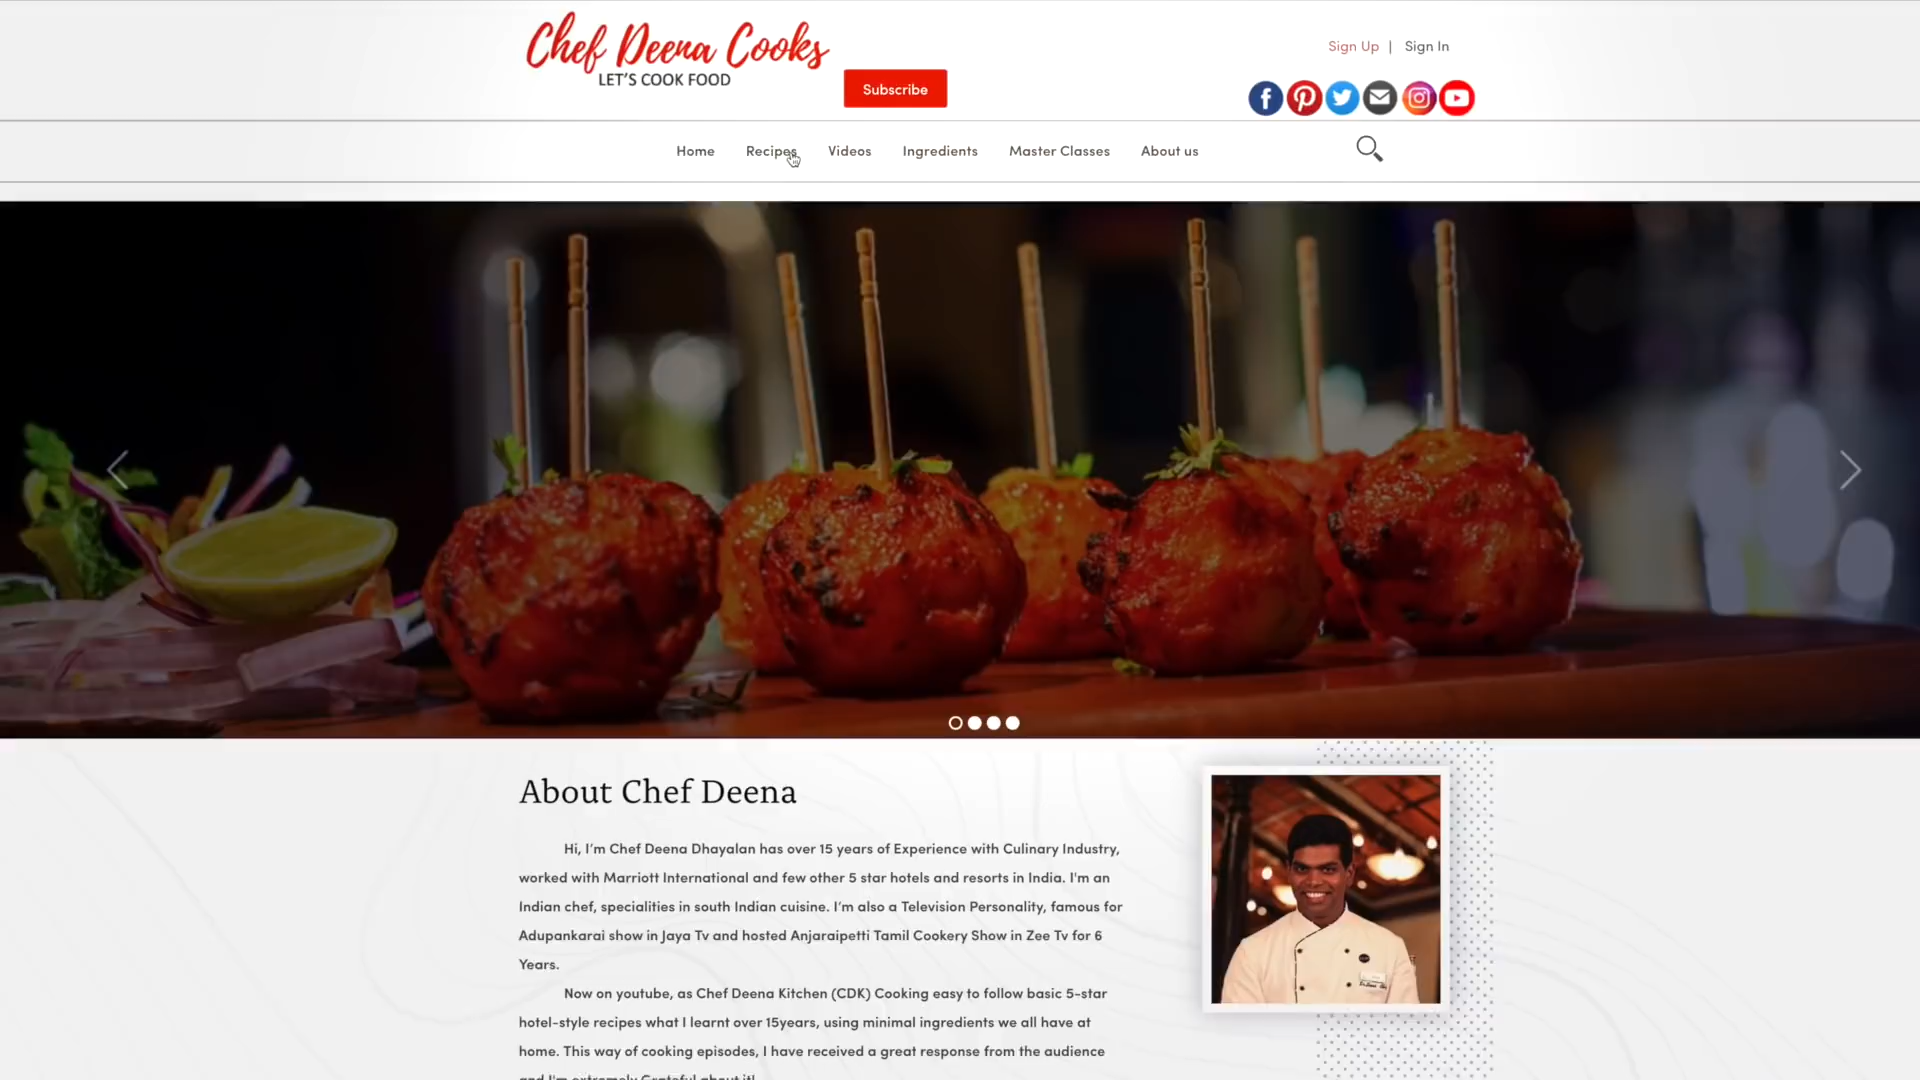 Chef Deena Cooks
LET'S COOK FOOD
Subscribe
Sign Up | Sign In
Home Recipes Videos Ingredients Master Classes About us
About Chef Deena
Hi, I'm Chef Deena Dhayalan has over 15 years of Experience with Culinary Industry,
worked with Marriott International and few other 5 star hotels and resorts in India. I'm an
Indian chef, specialities in south Indian cuisine. I'm also a Television Personality, famous for
Adupankarai show in Jaya Tv and hosted Anjaraipetti Tamil Cookery Show in Zee Tv for 6
Years.
Now on youtube, as Chef Deena Kitchen (CDK) Cooking easy to follow basic 5-star
hotel-style recipes what I learnt over 15years, using minimal ingredients we all have at
home. This way of cooking episodes, I have received a great response from the audience
and I'm extremely Grateful about it!